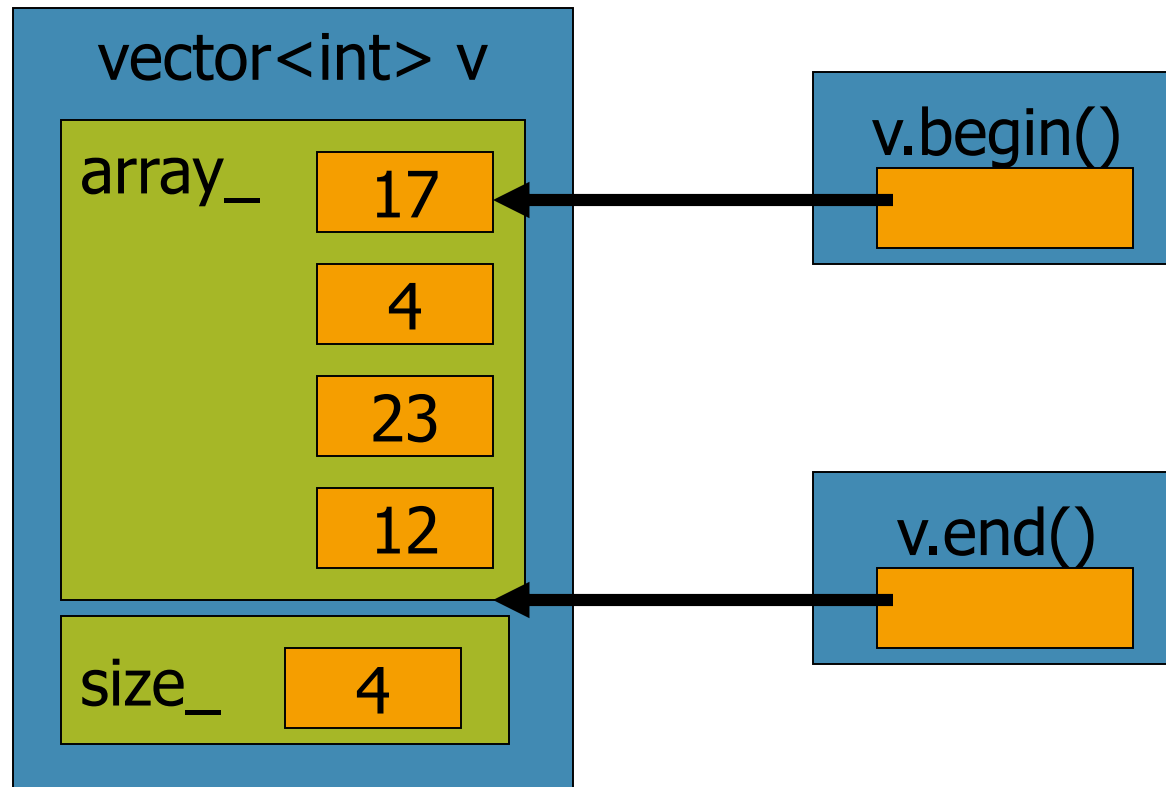 vector<int> v
array_
17
4
23
12
size_
4
v.begin()
v.end()